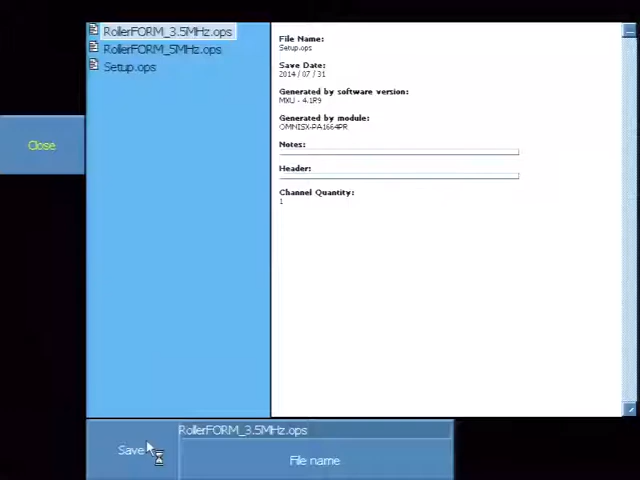 RollerFORM_3.5MHz.ops
RollerFORM_5MHz.ops
Setup.ops
Close
File Name:
Setup.ops
Save Date:
2014 / 07 / 31
Generated by software version:
MXU - 4.1R9
Generated by module:
OMNISX-PA1664PR
Notes:
Header:
Channel Quantity:
1
RollerFORM_3.5MHz.ops
Save
File name